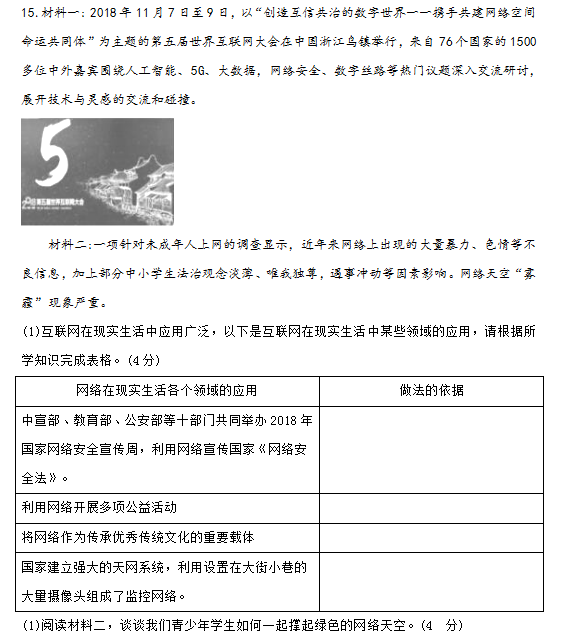 15.材料一：2018年11月7日至9日，以“创造互信共治的数字世界一一携手共建网络空间
命运共同体”为主题的第五届世界互联网大会在中国浙江乌镇举行，来自76个国家的1500
多位中外嘉宾围绕人工智能、5G、大数据，网络安全、数字丝路等热门议题深入交流研讨，
展开技术与灵感的交流和碰撞。
5
第五届世界互联网大会
材料二:一项针对未成年人上网的调查显示，近年来网络上出现的大量暴力、色情等不
良信息，加上部分中小学生法治观念淡薄、唯我独尊，遇事冲动等因素影响。网络天空“雾
霾”现象严重。
(1)互联网在现实生活中应用广泛，以下是互联网在现实生活中某些领域的应用，请根据所
学知识完成表格。(4分)
网络在现实生活各个领域的应用 做法的依据
中宣部、教育部、公安部等十部门共同举办2018年
国家网络安全宣传周，利用网络宣传国家《网络安
全法》。
利用网络开展多项公益活动
将网络作为传承优秀传统文化的重要载体
国家建立强大的天网系统，利用设置在大街小巷的
大量摄像头组成了监控网络。
(1)阅读材料二，谈谈我们青少年学生如何一起撑起绿色的网络天空。(4 分)